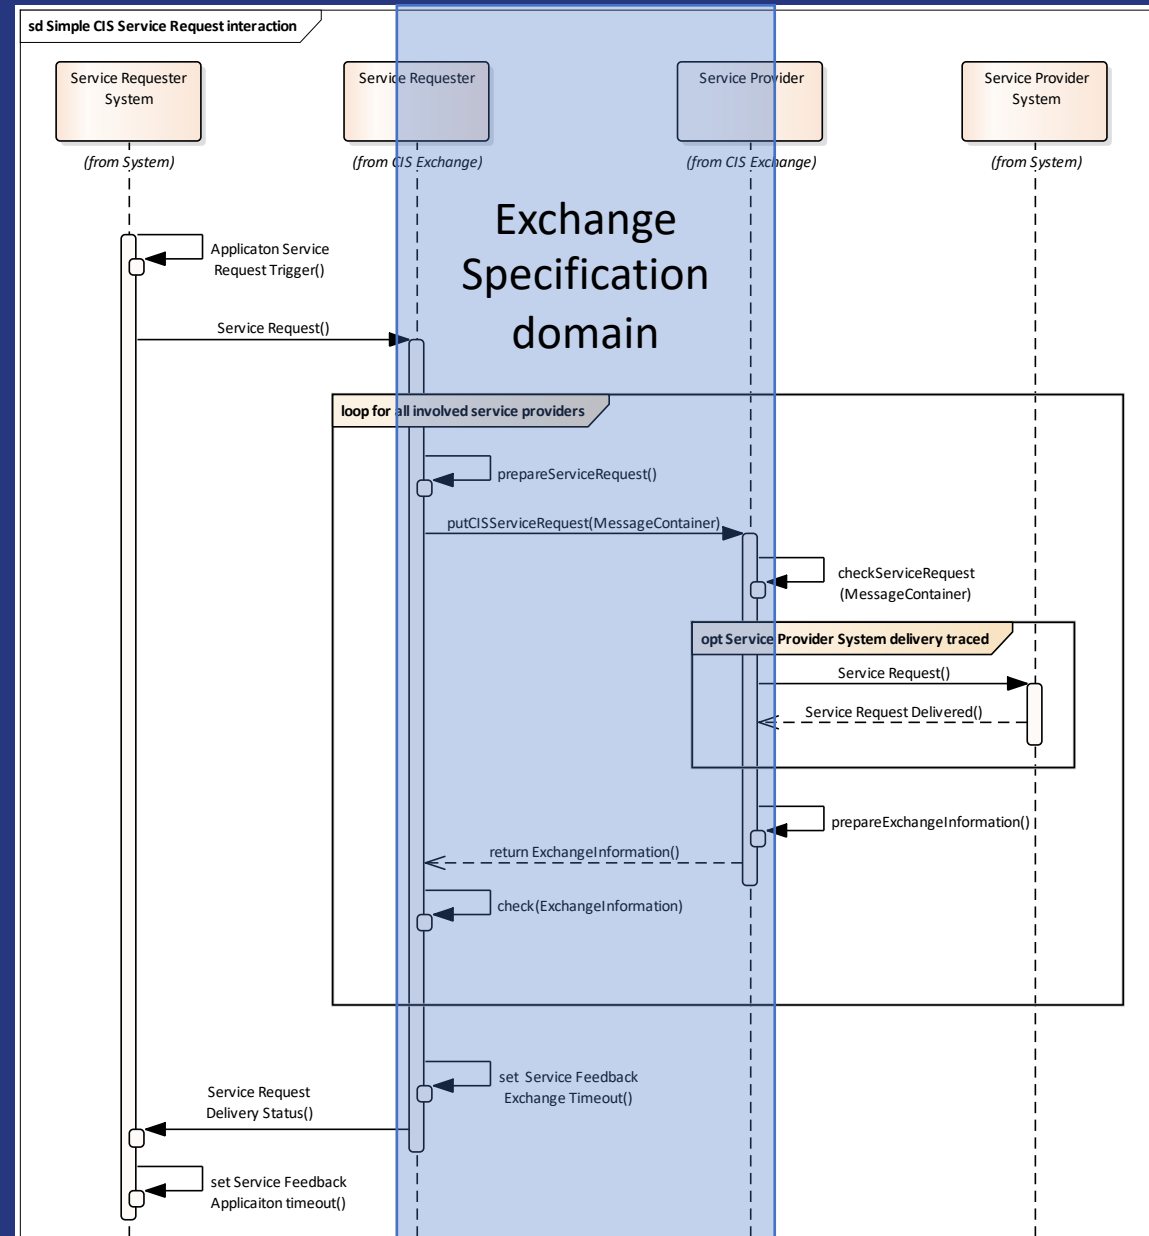 sd Simple CIS Service Request interaction
Service Requester
System
Service Requester
Service Provider
Service Provider
System
(from System)
(from CIS Exchange)
(from CIS Exchange)
(from System)
Exchange
Specification
domain
Applicaton Service
Request Trigger()
Service Request()
loop for all involved service providers
prepareServiceRequest()
putCISServiceRequest(MessageContainer)
checkServiceRequest
(MessageContainer)
opt Service Provider System delivery traced
Service Request()
Service Request Delivered()
prepareExchangeInformation()
return ExchangeInformation()
check(ExchangeInformation)
set Service Feedback
Exchange Timeout()
Service Request
Delivery Status()
set Service Feedback
Applicaiton timeout()